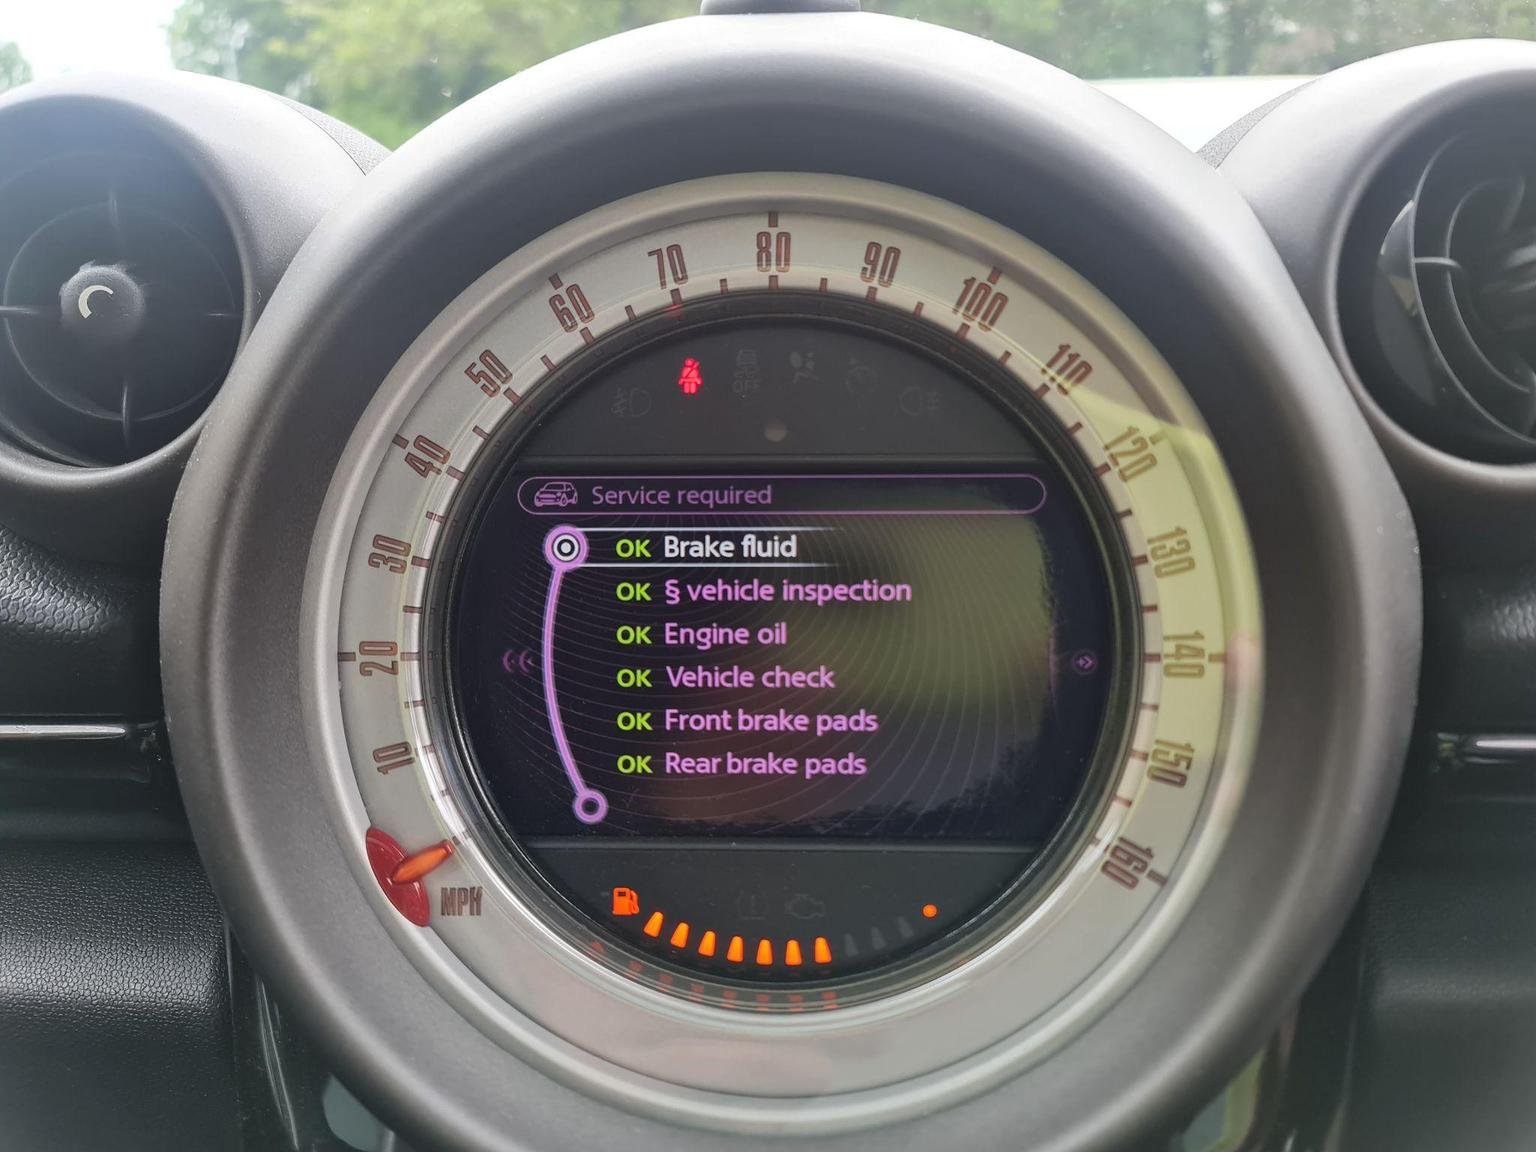 80
70
90
60
100
50
110
OFF
40
120
Service required
OK Brake fluid
30
130
OK § vehicle inspection
OK Engine oil
20
140
OK Vehicle check
OK Front brake pads
10
150
OK Rear brake pads
160
MPH